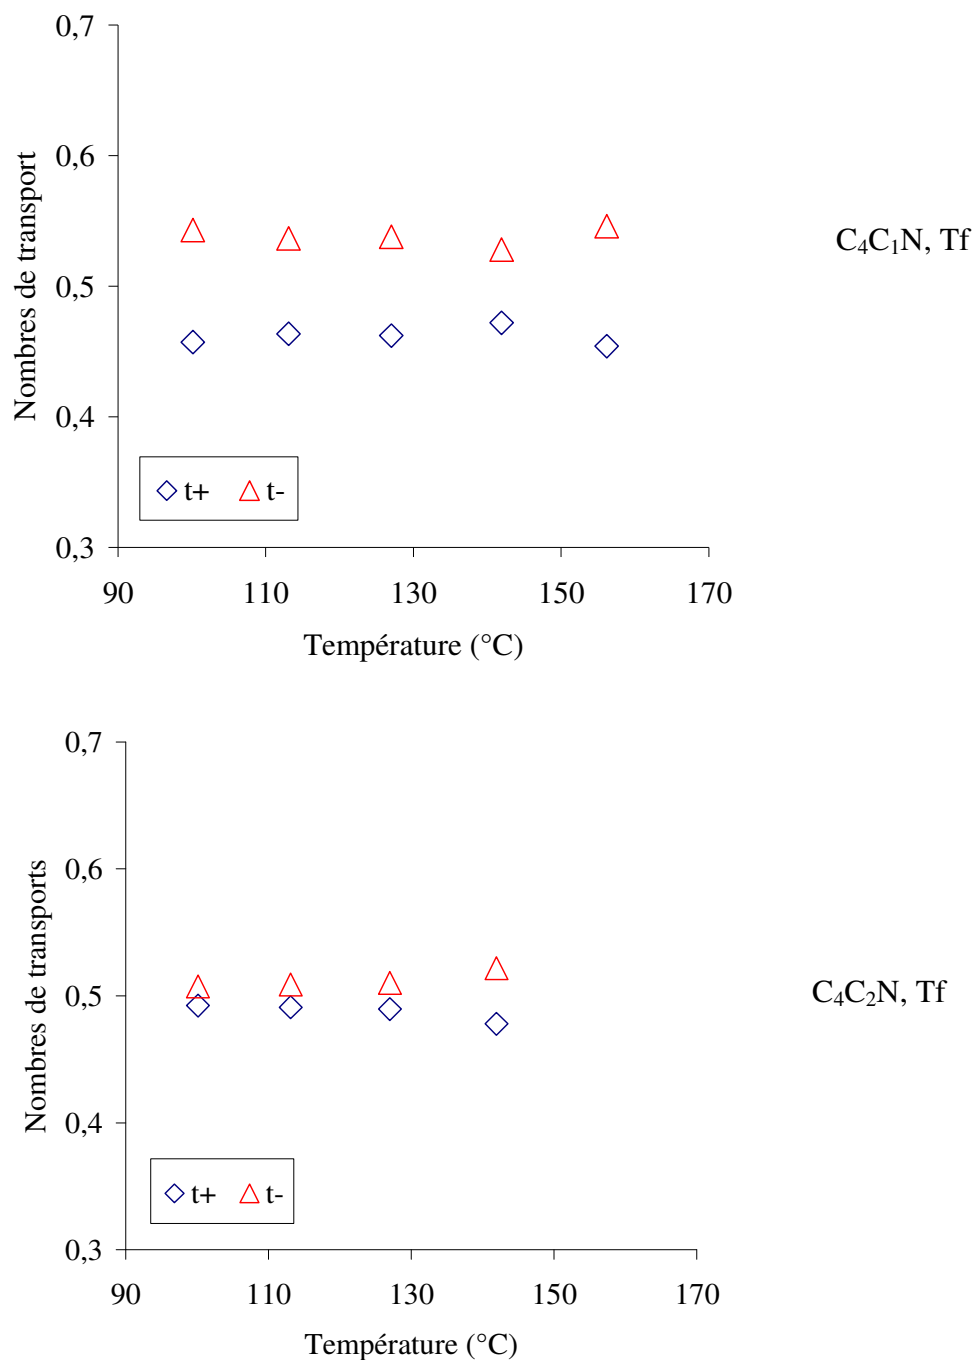 0,7
0,6
0,5
0,4
0,3
Nombres de transport
C₄C₁N, Tf
t+ t-
90 110 130 150 170
Température (°C)
0,7
0,6
0,5
0,4
0,3
Nombres de transports
C₄C₂N, Tf
t+ t-
90 110 130 150 170
Température (°C)